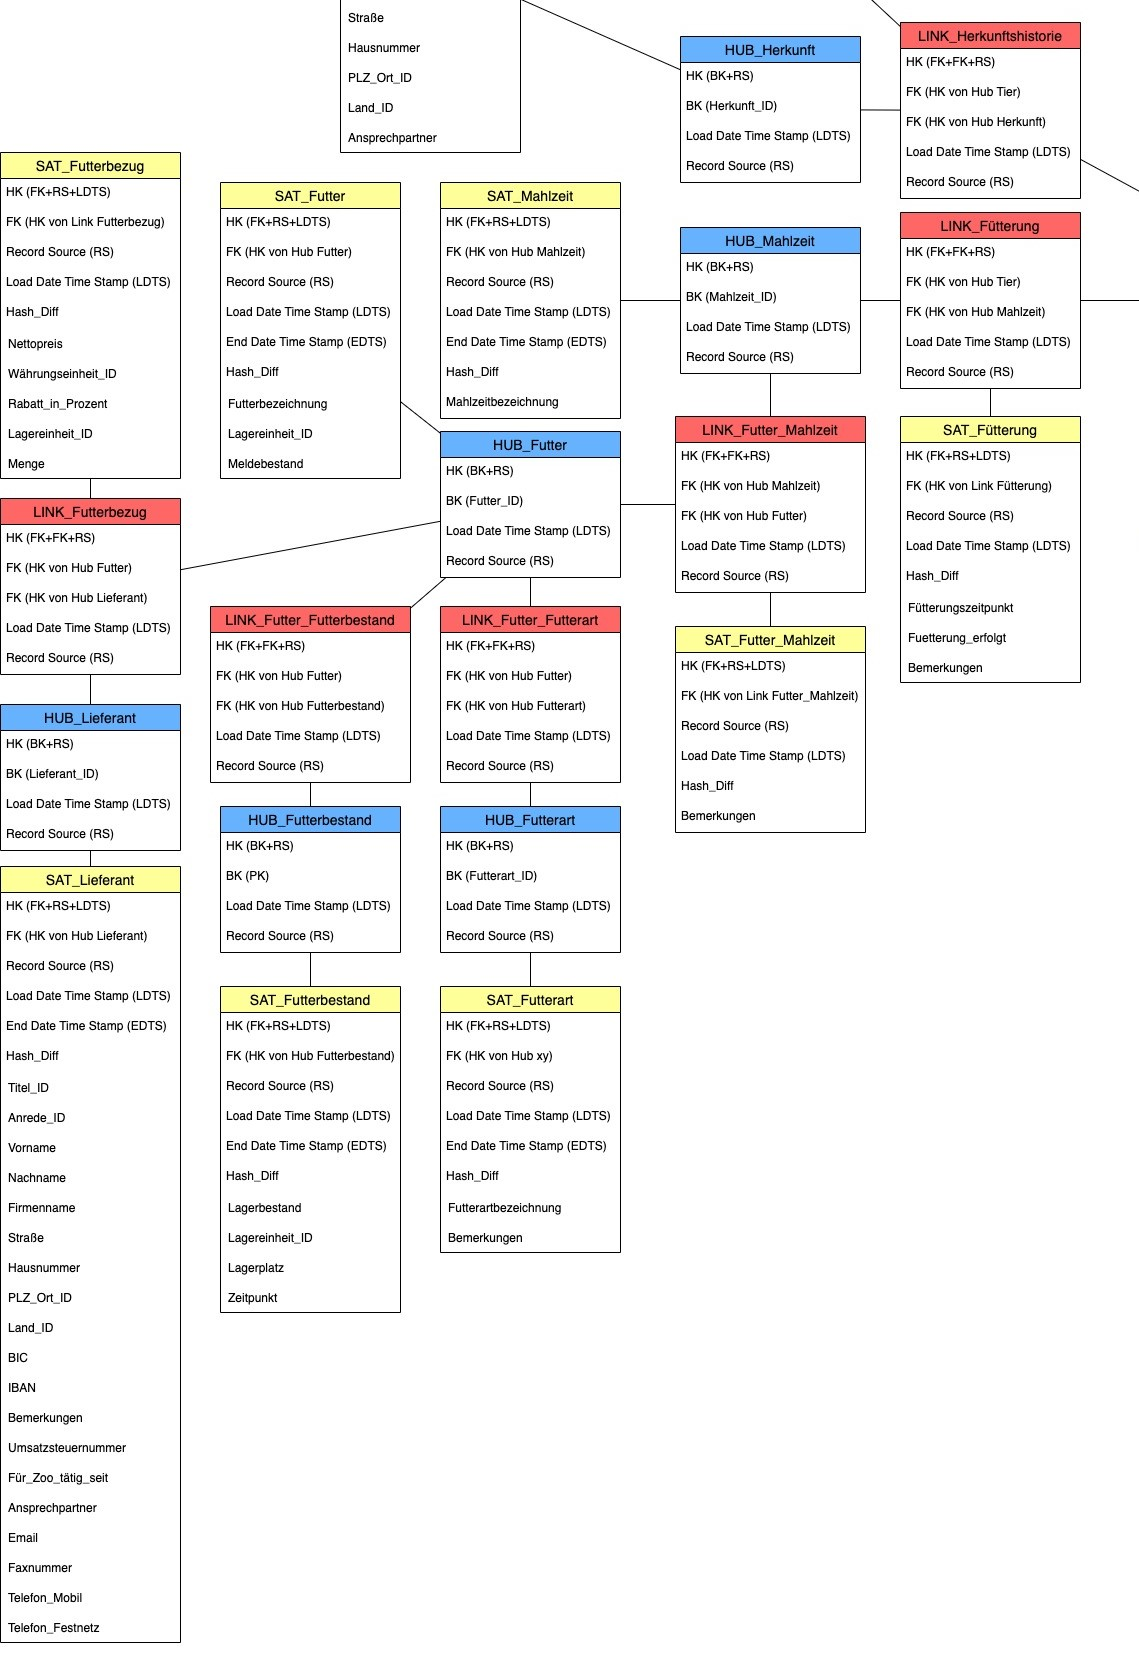 Straße
Hausnummer
PLZ_Ort_ID
Land_ID
Ansprechpartner
HUB_Herkunft
HK (BK+RS)
BK (Herkunft_ID)
Load Date Time Stamp (LDTS)
Record Source (RS)
LINK_Herkunftshistorie
HK (FK+FK+RS)
FK (HK von Hub Tier)
FK (HK von Hub Herkunft)
Load Date Time Stamp (LDTS)
Record Source (RS)
SAT_Futterbezug
HK (FK+RS+LDTS)
FK (HK von Link Futterbezug)
Record Source (RS)
Load Date Time Stamp (LDTS)
Hash_Diff
Nettopreis
Währungseinheit_ID
Rabatt_in_Prozent
Lagereinheit_ID
Menge
SAT_Futter
HK (FK+RS+LDTS)
FK (HK von Hub Futter)
Record Source (RS)
Load Date Time Stamp (LDTS)
End Date Time Stamp (EDTS)
Hash_Diff
Futterbezeichnung
Lagereinheit_ID
Meldebestand
SAT_Mahlzeit
HK (FK+RS+LDTS)
FK (HK von Hub Mahlzeit)
Record Source (RS)
Load Date Time Stamp (LDTS)
End Date Time Stamp (EDTS)
Hash_Diff
Mahlzeitbezeichnung
HUB_Mahlzeit
HK (BK+RS)
BK (Mahlzeit_ID)
Load Date Time Stamp (LDTS)
Record Source (RS)
LINK_Fütterung
HK (FK+FK+RS)
FK (HK von Hub Tier)
FK (HK von Hub Mahlzeit)
Load Date Time Stamp (LDTS)
Record Source (RS)
HUB_Futter
HK (BK+RS)
BK (Futter_ID)
Load Date Time Stamp (LDTS)
Record Source (RS)
LINK_Futter_Mahlzeit
HK (FK+FK+RS)
FK (HK von Hub Mahlzeit)
FK (HK von Hub Futter)
Load Date Time Stamp (LDTS)
Record Source (RS)
SAT_Fütterung
HK (FK+RS+LDTS)
FK (HK von Link Fütterung)
Record Source (RS)
Load Date Time Stamp (LDTS)
Hash_Diff
Fütterungszeitpunkt
Fuetterung_erfolgt
Bemerkungen
LINK_Futterbezug
HK (FK+FK+RS)
FK (HK von Hub Futter)
FK (HK von Hub Lieferant)
Load Date Time Stamp (LDTS)
Record Source (RS)
LINK_Futter_Futterbestand
HK (FK+FK+RS)
FK (HK von Hub Futter)
FK (HK von Hub Futterbestand)
Load Date Time Stamp (LDTS)
Record Source (RS)
LINK_Futter_Futterart
HK (FK+FK+RS)
FK (HK von Hub Futter)
FK (HK von Hub Futterart)
Load Date Time Stamp (LDTS)
Record Source (RS)
SAT_Futter_Mahlzeit
HK (FK+RS+LDTS)
FK (HK von Link Futter_Mahlzeit)
Record Source (RS)
Load Date Time Stamp (LDTS)
Hash_Diff
Bemerkungen
HUB_Lieferant
HK (BK+RS)
BK (Lieferant_ID)
Load Date Time Stamp (LDTS)
Record Source (RS)
HUB_Futterbestand
HK (BK+RS)
BK (PK)
Load Date Time Stamp (LDTS)
Record Source (RS)
HUB_Futterart
HK (BK+RS)
BK (Futterart_ID)
Load Date Time Stamp (LDTS)
Record Source (RS)
SAT_Lieferant
HK (FK+RS+LDTS)
FK (HK von Hub Lieferant)
Record Source (RS)
Load Date Time Stamp (LDTS)
End Date Time Stamp (EDTS)
Hash_Diff
Titel_ID
Anrede_ID
Vorname
Nachname
Firmenname
Straße
Hausnummer
PLZ_Ort_ID
Land_ID
BIC
IBAN
Bemerkungen
Umsatzsteuernummer
Für_Zoo_tätig_seit
Ansprechpartner
Email
Faxnummer
Telefon_Mobil
Telefon_Festnetz
SAT_Futterbestand
HK (FK+RS+LDTS)
FK (HK von Hub Futterbestand)
Record Source (RS)
Load Date Time Stamp (LDTS)
End Date Time Stamp (EDTS)
Hash_Diff
Lagerbestand
Lagereinheit_ID
Lagerplatz
Zeitpunkt
SAT_Futterart
HK (FK+RS+LDTS)
FK (HK von Hub xy)
Record Source (RS)
Load Date Time Stamp (LDTS)
End Date Time Stamp (EDTS)
Hash_Diff
Futterartbezeichnung
Bemerkungen